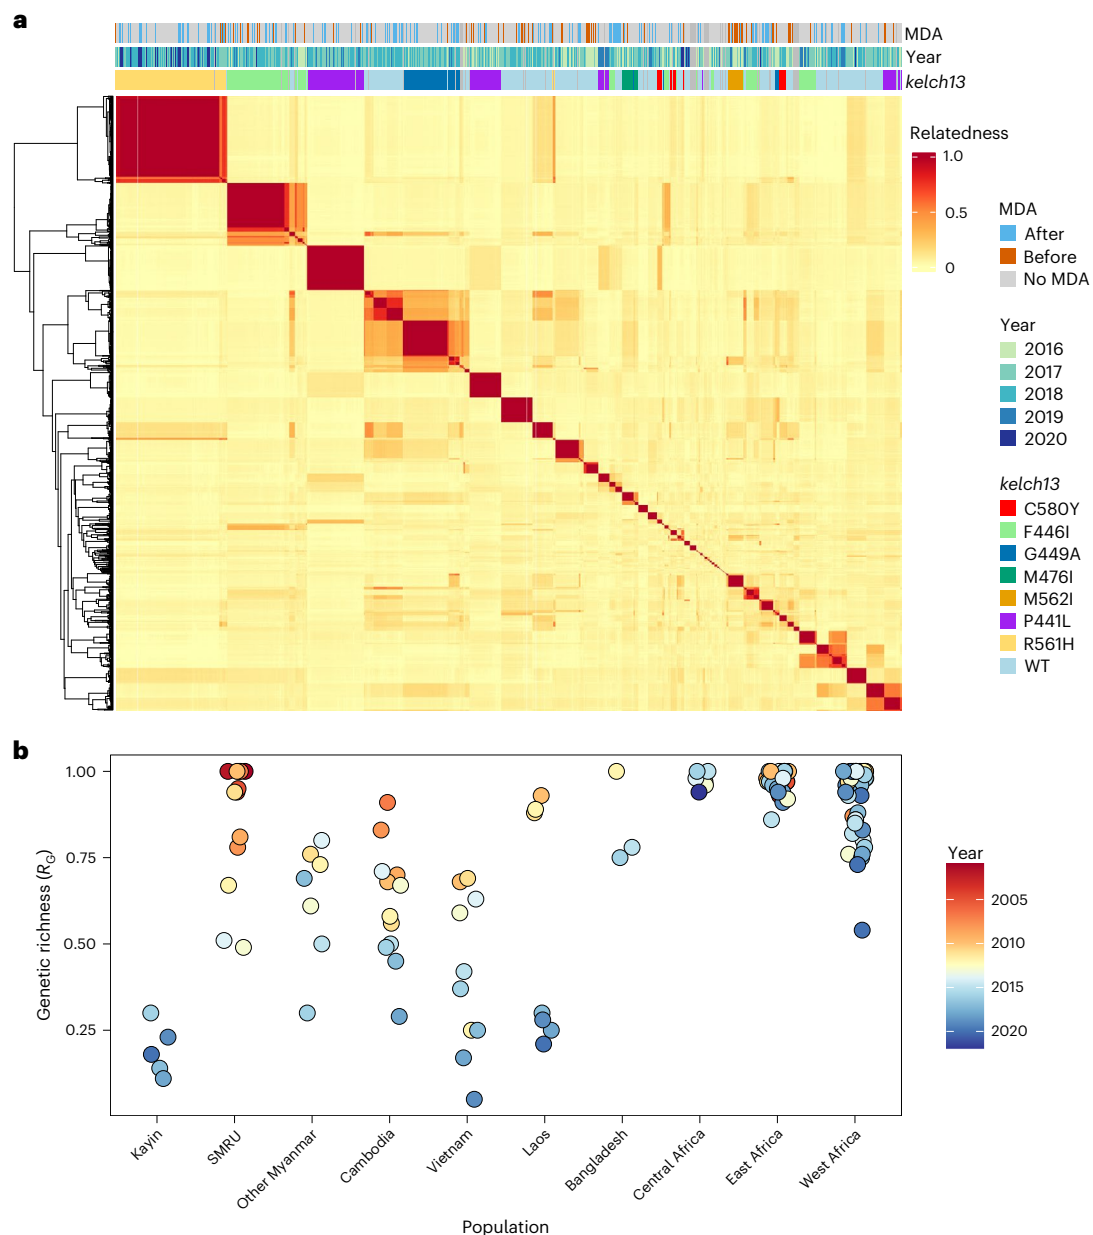 a
MDA
Year
kelch13
Relatedness
1.0
0.5
0
MDA
After
Before
No MDA
Year
2016
2017
2018
2019
2020
kelch13
C580Y
F446I
G449A
M476I
M562I
P441L
R561H
WT
b
Genetic richness (RG)
1.00
0.75
0.50
0.25
Kayin
SMRU
Other Myanmar
Cambodia
Vietnam
Laos
Bangladesh
Central Africa
East Africa
West Africa
Population
Year
2005
2010
2015
2020